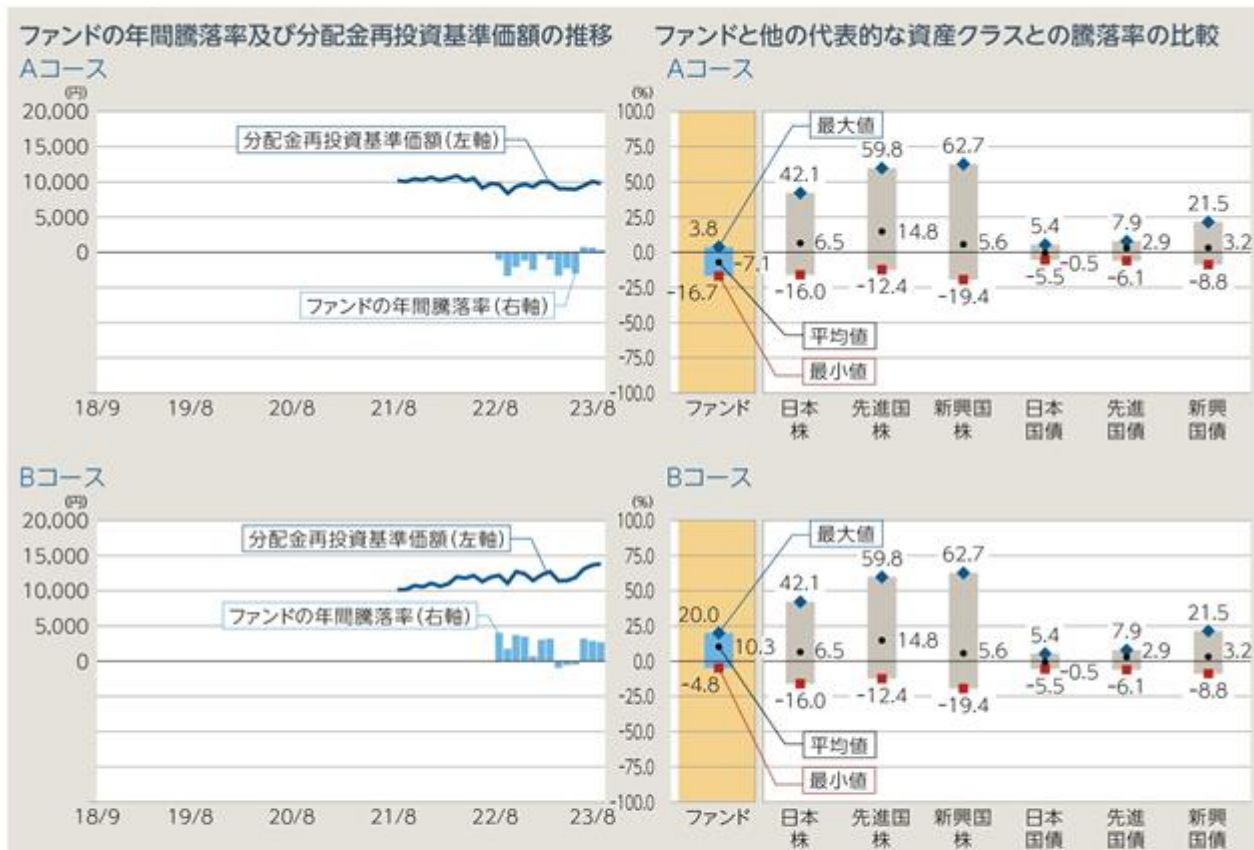 ファンドの年間騰落率及び分配金再投資基準価額の推移
Aコース
(円)
20,000
15,000
10,000
5,000
0
分配金再投資基準価額(左軸)
ファンドの年間騰落率(右軸)
(%)
100.0
75.0
50.0
25.0
0.0
-25.0
-50.0
-75.0
-100.0
18/9 19/8 20/8 21/8 22/8 23/8
ファンドと他の代表的な資産クラスとの騰落率の比較
Aコース
最大値
平均値
最小値
3.8 42.1 59.8 62.7 5.4 7.9 21.5
-7.1 6.5 14.8 5.6 -0.5 2.9 3.2
-16.7 -16.0 -12.4 -19.4 -5.5 -6.1 -8.8
ファンド 日本 先進国 新興国 日本 先進 新興
株 株 株 国債 国債 国債
Bコース
(円)
20,000
15,000
10,000
5,000
0
分配金再投資基準価額(左軸)
ファンドの年間騰落率(右軸)
(%)
100.0
75.0
50.0
25.0
0.0
-25.0
-50.0
-75.0
-100.0
18/9 19/8 20/8 21/8 22/8 23/8
Bコース
最大値
平均値
最小値
20.0 42.1 59.8 62.7 5.4 7.9 21.5
10.3 6.5 14.8 5.6 -0.5 2.9 3.2
-4.8 -16.0 -12.4 -19.4 -5.5 -6.1 -8.8
ファンド 日本 先進国 新興国 日本 先進 新興
株 株 株 国債 国債 国債